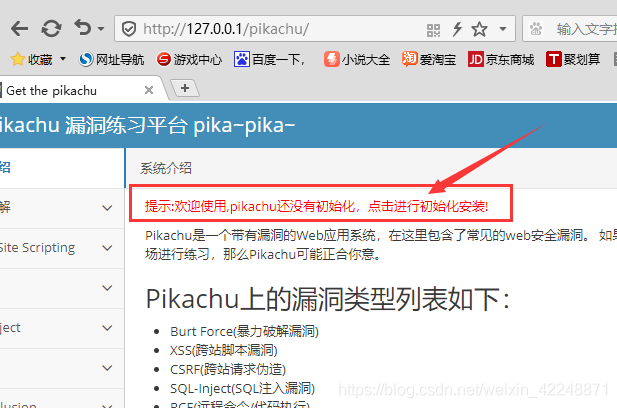 http://127.0.0.1/pikachu/
输入文字
收藏 网址导航 游戏中心 百度一下, 小说大全 爱淘宝 京东商城 聚划算
Get the pikachu
ikachu 漏洞练习平台 pika~pika~
绍
系统介绍
提示:欢迎使用,pikachu还没有初始化，点击进行初始化安装!
解
Pikachu是一个带有漏洞的Web应用系统，在这里包含了常见的web安全漏洞。 如
Site Scripting
场进行练习，那么Pikachu可能正合你意。
Pikachu上的漏洞类型列表如下：
ject
Burt Force(暴力破解漏洞)
XSS(跨站脚本漏洞)
CSRF(跨站请求伪造)
SQL-Inject(SQL注入漏洞)
RCE(远程命令/代码执行)
https://blog.csdn.net/weixin_42248871